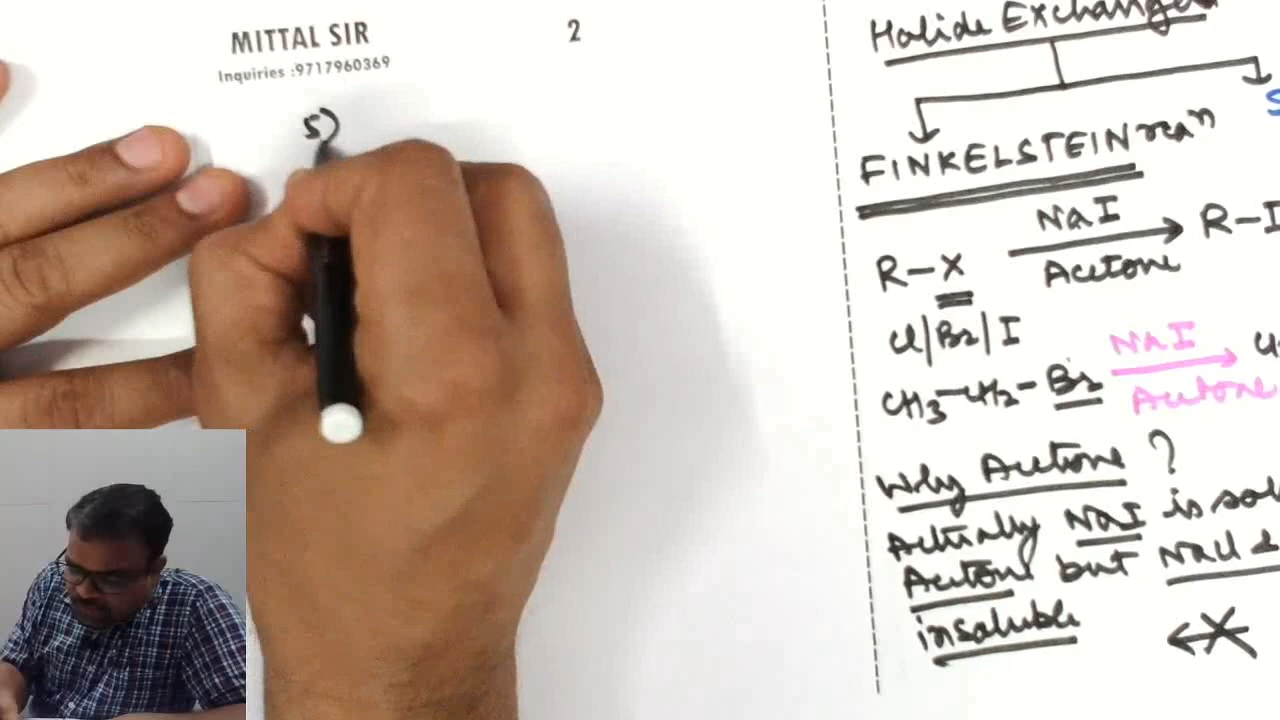 MITTAL SIR
2
Inquiries :9717960369
5)
Halide Exchange
S
FINKELSTEIN reaⁿ
NaI
R-X → R-I
Acetone
Cl/Br/I
NaI
CH3-CH2-Br →
Acetone
Why Acetone ?
Actually NaI is sol
Acetone but NaCl &
insoluble